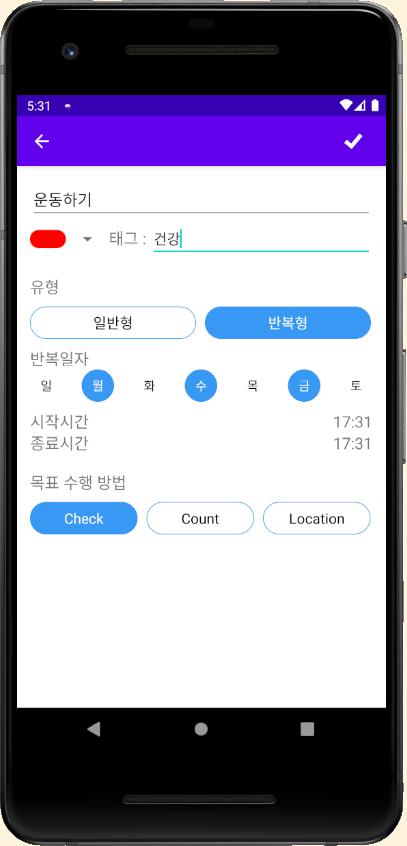 5:31
운동하기
태그 : 건강
유형
일반형 반복형
반복일자
일 월 화 수 목 금 토
시작시간 17:31
종료시간 17:31
목표 수행 방법
Check Count Location